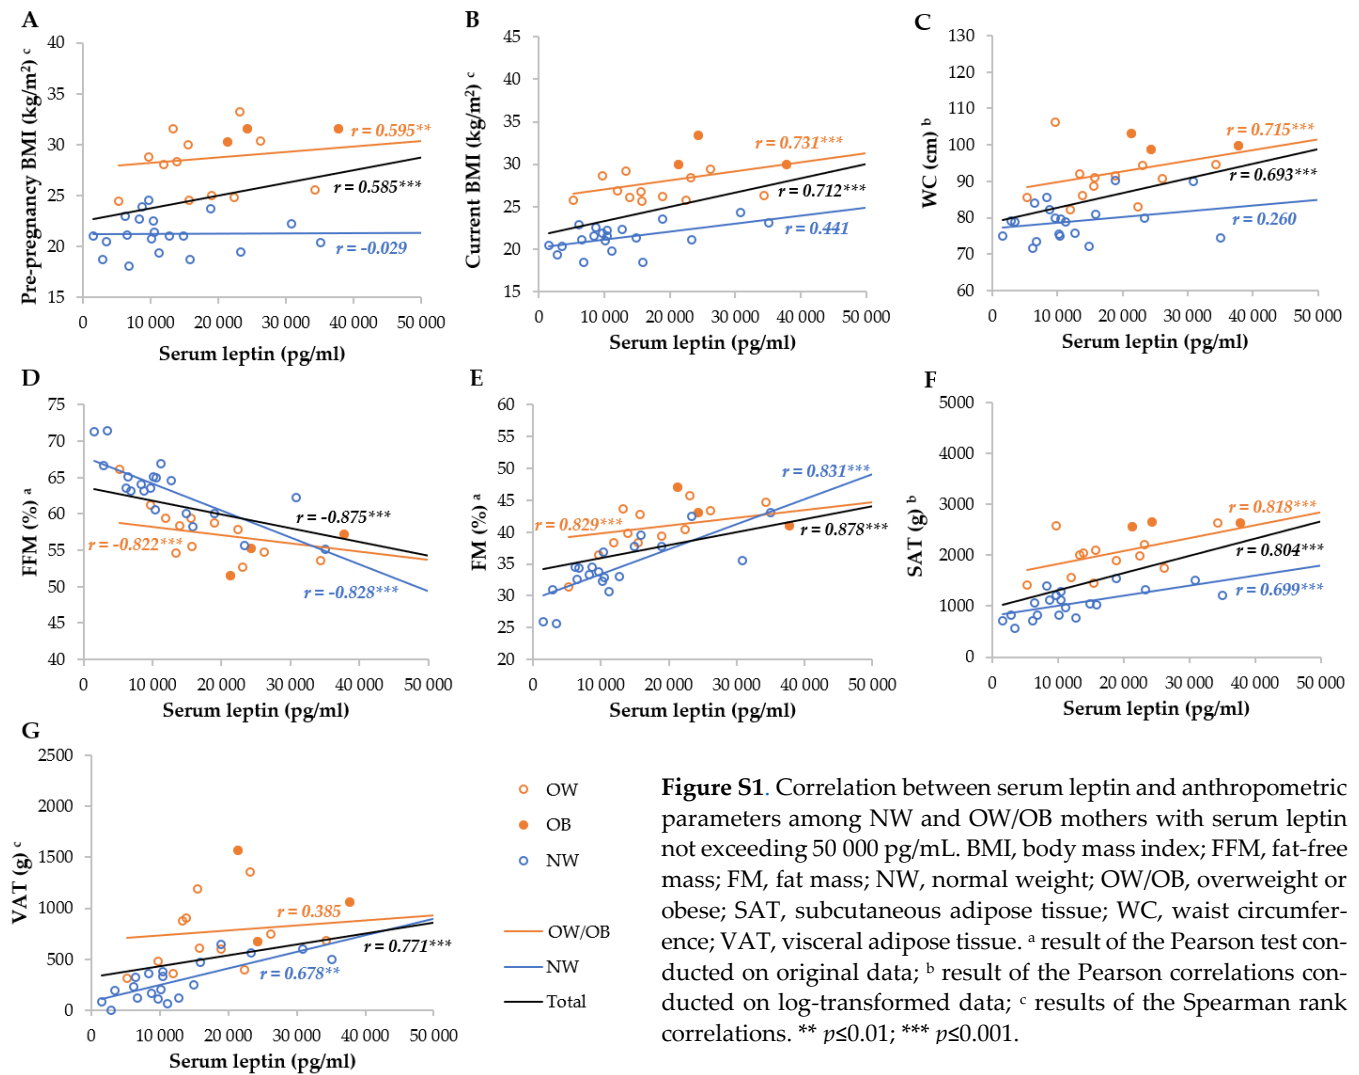 A
Pre-pregnancy BMI (kg/m²) ᶜ
40
35
30
25
20
15
0
10 000
20 000
30 000
40 000
50 000
Serum leptin (pg/ml)
r = 0.595**
r = 0.585***
r = -0.029
B
Current BMI (kg/m²) ᶜ
45
40
35
30
25
20
15
0
10 000
20 000
30 000
40 000
50 000
Serum leptin (pg/ml)
r = 0.731***
r = 0.712***
r = 0.441
C
WC (cm) ᵇ
130
120
110
100
90
80
70
60
0
10 000
20 000
30 000
40 000
50 000
Serum leptin (pg/ml)
r = 0.715***
r = 0.693***
r = 0.260
D
FFM (%) ᵃ
75
70
65
60
55
50
45
40
0
10 000
20 000
30 000
40 000
50 000
Serum leptin (pg/ml)
r = -0.875***
r = -0.822***
r = -0.828***
E
FM (%) ᵃ
60
55
50
45
40
35
30
25
20
0
10 000
20 000
30 000
40 000
50 000
Serum leptin (pg/ml)
r = 0.831***
r = 0.829***
r = 0.878***
F
SAT (g) ᵇ
5000
4000
3000
2000
1000
0
0
10 000
20 000
30 000
40 000
50 000
Serum leptin (pg/ml)
r = 0.818***
r = 0.804***
r = 0.699***
G
VAT (g) ᶜ
2500
2000
1500
1000
500
0
0
10 000
20 000
30 000
40 000
50 000
Serum leptin (pg/ml)
r = 0.385
r = 0.771***
r = 0.678**
OW
OB
NW
OW/OB
NW
Total
Figure S1. Correlation between serum leptin and anthropometric
parameters among NW and OW/OB mothers with serum leptin
not exceeding 50 000 pg/mL. BMI, body mass index; FFM, fat-free
mass; FM, fat mass; NW, normal weight; OW/OB, overweight or
obese; SAT, subcutaneous adipose tissue; WC, waist circumfer-
ence; VAT, visceral adipose tissue. ᵃ result of the Pearson test con-
ducted on original data; ᵇ result of the Pearson correlations con-
ducted on log-transformed data; ᶜ results of the Spearman rank
correlations. ** p≤0.01; *** p≤0.001.